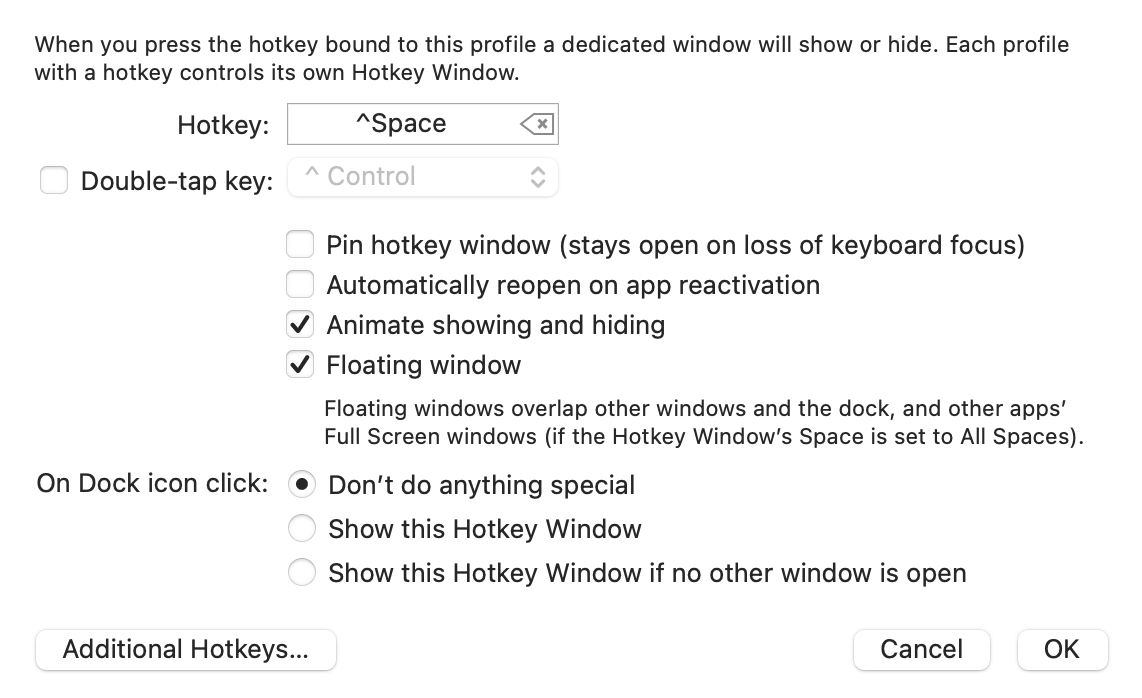 When you press the hotkey bound to this profile a dedicated window will show or hide. Each profile
with a hotkey controls its own Hotkey Window.
Hotkey: ^Space
Double-tap key: ^ Control
Pin hotkey window (stays open on loss of keyboard focus)
Automatically reopen on app reactivation
Animate showing and hiding
Floating window
Floating windows overlap other windows and the dock, and other apps’
Full Screen windows (if the Hotkey Window’s Space is set to All Spaces).
On Dock icon click: Don’t do anything special
Show this Hotkey Window
Show this Hotkey Window if no other window is open
Additional Hotkeys... Cancel OK